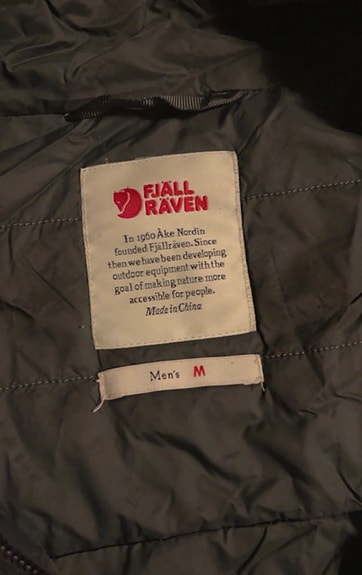 FJÄLL
RÄVEN
In 1960 Åke Nordin
founded Fjällräven. Since
then we have been developing
outdoor equipment with the
goal of making nature more
accessible for people.
Made in China
Men's M